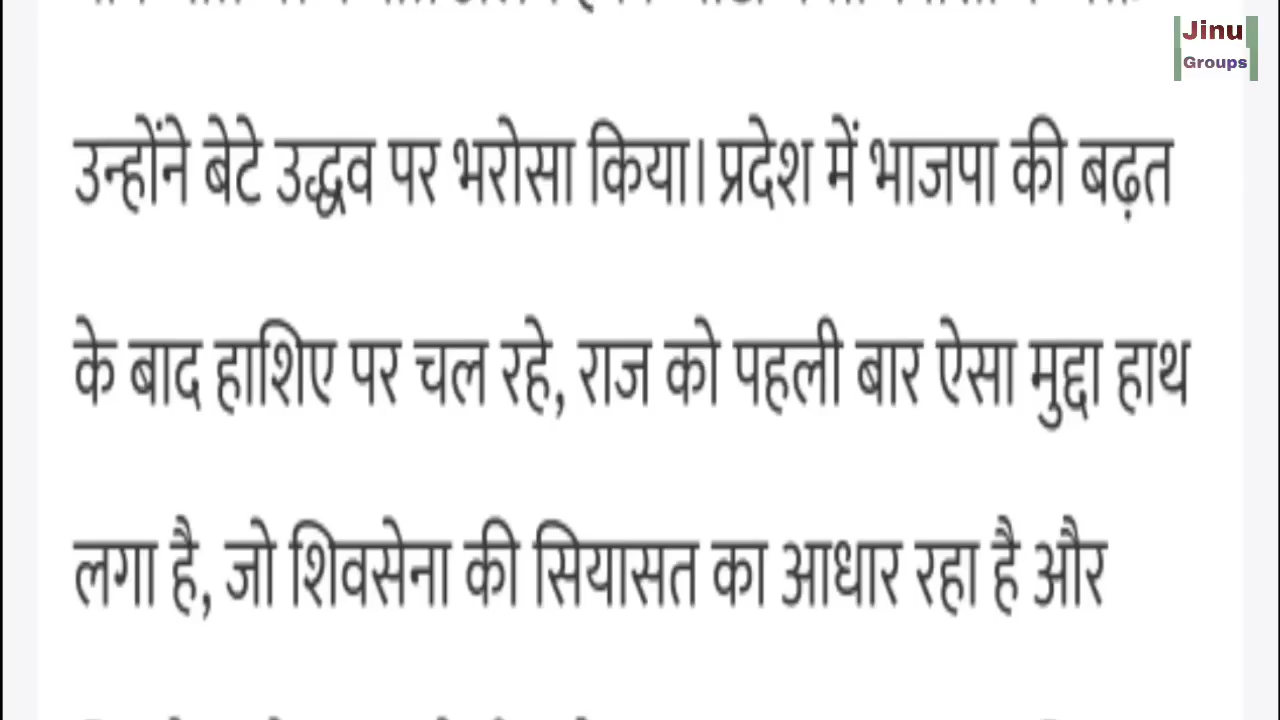 Jinu
Groups
उन्होंने बेटे उद्धव पर भरोसा किया। प्रदेश में भाजपा की बढ़त
के बाद हाशिए पर चल रहे, राज को पहली बार ऐसा मुद्दा हाथ
लगा है, जो शिवसेना की सियासत का आधार रहा है और